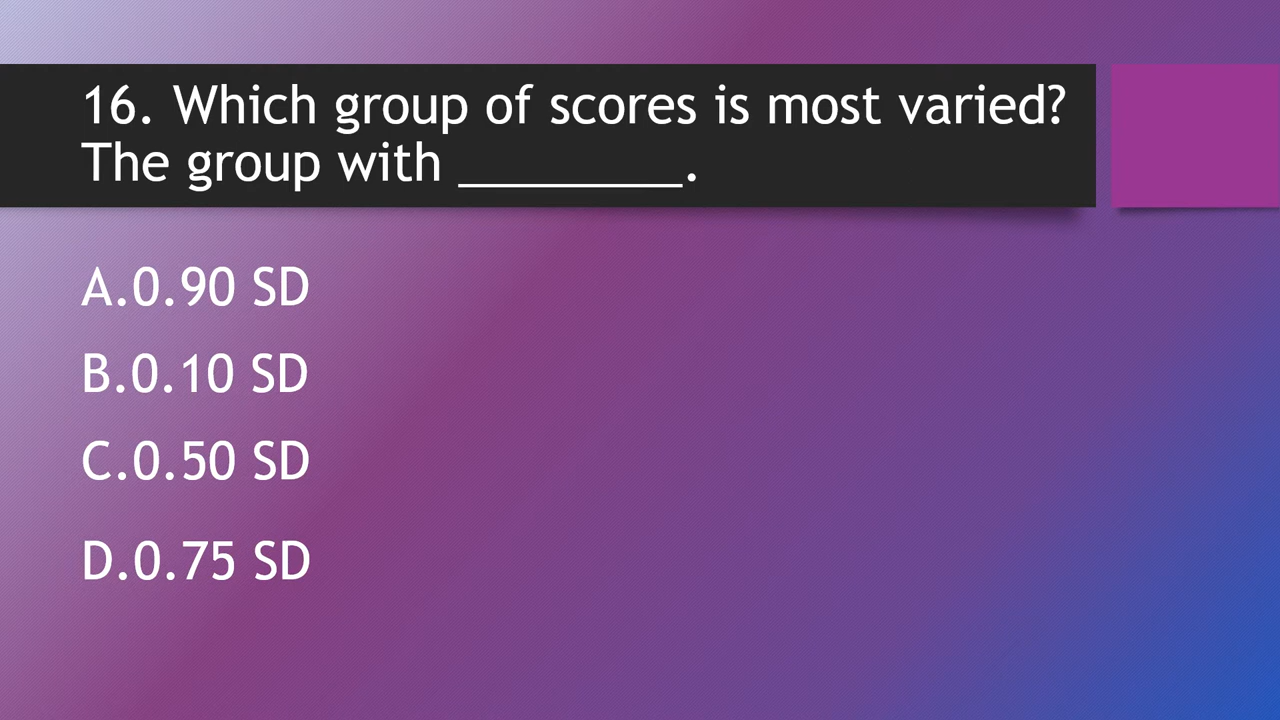 16. Which group of scores is most varied?
The group with _________.
A.0.90 SD
B.0.10 SD
C.0.50 SD
D.0.75 SD